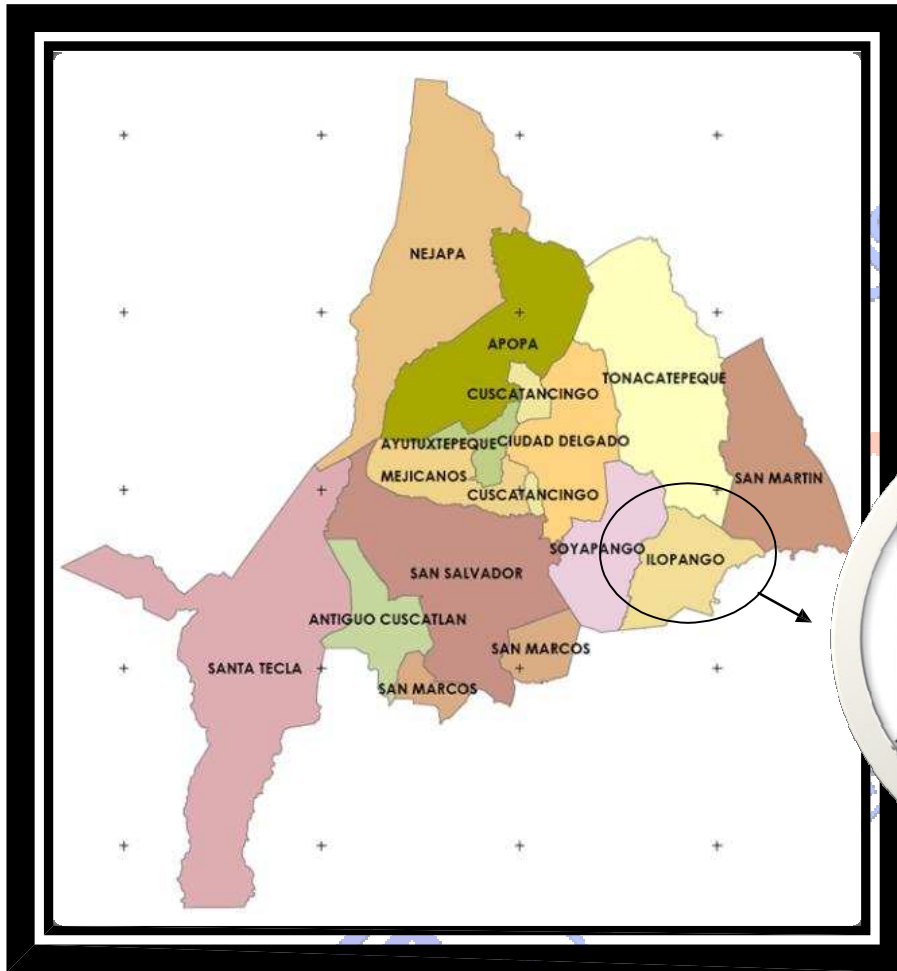 NEJAPA
APOPA
TONACATEPEQUE
CUSCATANCINGO
AYUTUXTEPEQUE
CIUDAD DELGADO
MEJICANOS
SAN MARTIN
CUSCATANCINGO
SOYAPANGO
ILOPANGO
SAN SALVADOR
ANTIGUO CUSCATLAN
SAN MARCOS
SANTA TECLA
SAN MARCOS